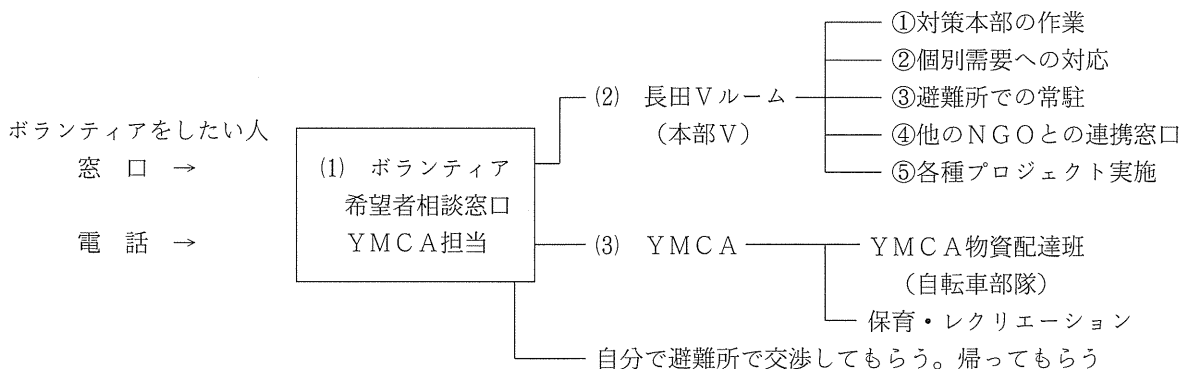 ボランティアをしたい人
窓 口 →
電 話 →
(1) ボランティア
希望者相談窓口
YMCA担当
(2) 長田Vルーム
(本部V)
①対策本部の作業
②個別需要への対応
③避難所での常駐
④他のNGOとの連携窓口
⑤各種プロジェクト実施
(3) YMCA
YMCA物資配達班
(自転車部隊)
保育・レクリエーション
自分で避難所で交渉してもらう。帰ってもらう